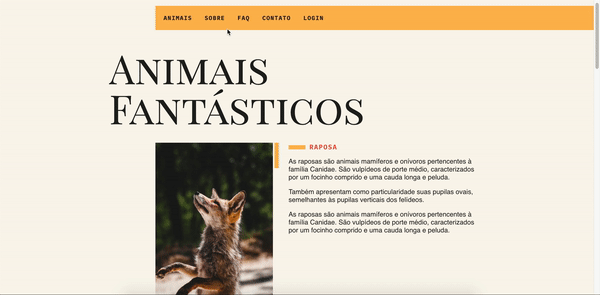 ANIMAIS SOBRE FAQ CONTATO LOGIN
ANIMAIS
FANTÁSTICOS
RAPOSA
As raposas são animais mamíferos e onívoros pertencentes à
família Canidae. São vulpídeos de porte médio, caracterizados
por um focinho comprido e uma cauda longa e peluda.
Também apresentam como particularidade suas pupilas ovais,
semelhantes às pupilas verticais dos felídeos.
As raposas são animais mamíferos e onívoros pertencentes à
família Canidae. São vulpídeos de porte médio, caracterizados
por um focinho comprido e uma cauda longa e peluda.